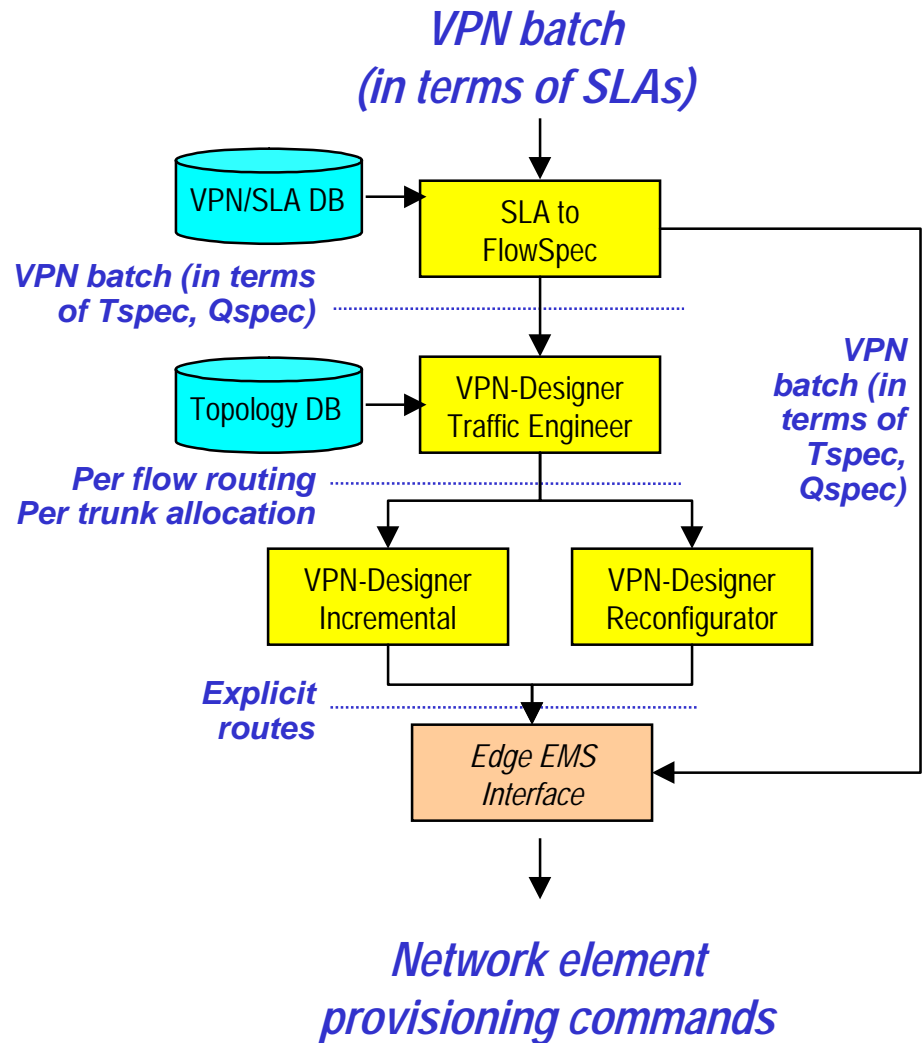 VPN batch
(in terms of SLAs)
VPN/SLA DB
SLA to
FlowSpec
VPN batch (in terms
of Tspec, Qspec)
VPN
batch (in
terms of
Tspec,
Qspec)
Topology DB
VPN-Designer
Traffic Engineer
Per flow routing
Per trunk allocation
VPN-Designer
Incremental
VPN-Designer
Reconfigurator
Explicit
routes
Edge EMS
Interface
Network element
provisioning commands